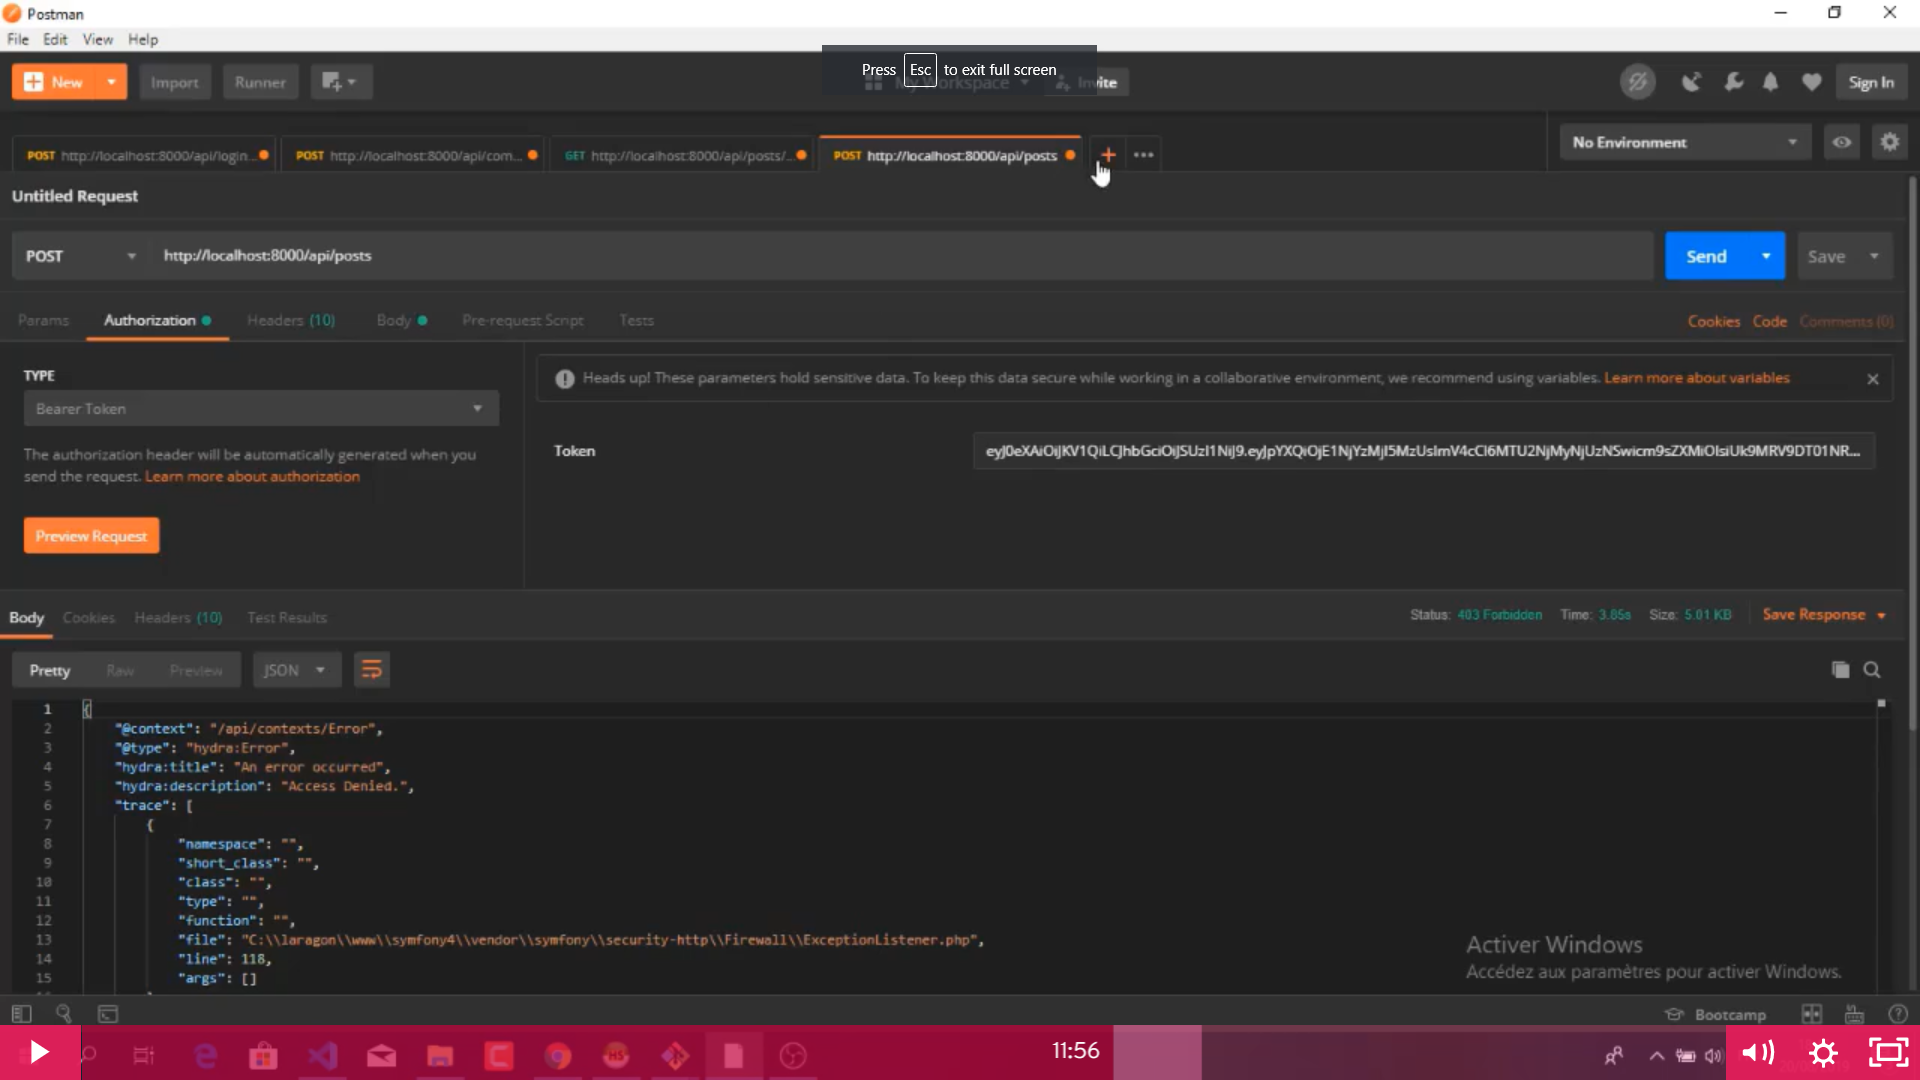 Postman
File Edit View Help
Press Esc to exit full screen
New Import Runner My Workspace Invite Sign In
POST http://localhost:8000/api/login... POST http://localhost:8000/api/com... GET http://localhost:8000/api/posts/... POST http://localhost:8000/api/posts + ••• No Environment
Untitled Request
POST http://localhost:8000/api/posts Send Save
Params Authorization Headers (10) Body Pre-request Script Tests Cookies Code Comments (0)
TYPE
Heads up! These parameters hold sensitive data. To keep this data secure while working in a collaborative environment, we recommend using variables. Learn more about variables
Bearer Token
The authorization header will be automatically generated when you
send the request. Learn more about authorization
Token
Preview Request
Body Cookies Headers (10) Test Results Status: 403 Forbidden Time: 3.65s Size: 5.01 KB Save Response
Pretty Raw Preview JSON
1 {
2 "@context": "/api/contexts/Error",
3 "@type": "hydra:Error",
4 "hydra:title": "An error occurred",
5 "hydra:description": "Access Denied.",
6 "trace": [
7 {
8 "namespace": "",
9 "short_class": "",
10 "class": "",
11 "type": "",
12 "function": "",
13 "file": "C:\\laragon\\www\\symfony4\\vendor\\symfony\\security-http\\Firewall\\ExceptionListener.php",
14 "line": 118,
15 "args": []
Activer Windows
Accédez aux paramètres pour activer Windows.
Bootcamp
11:56